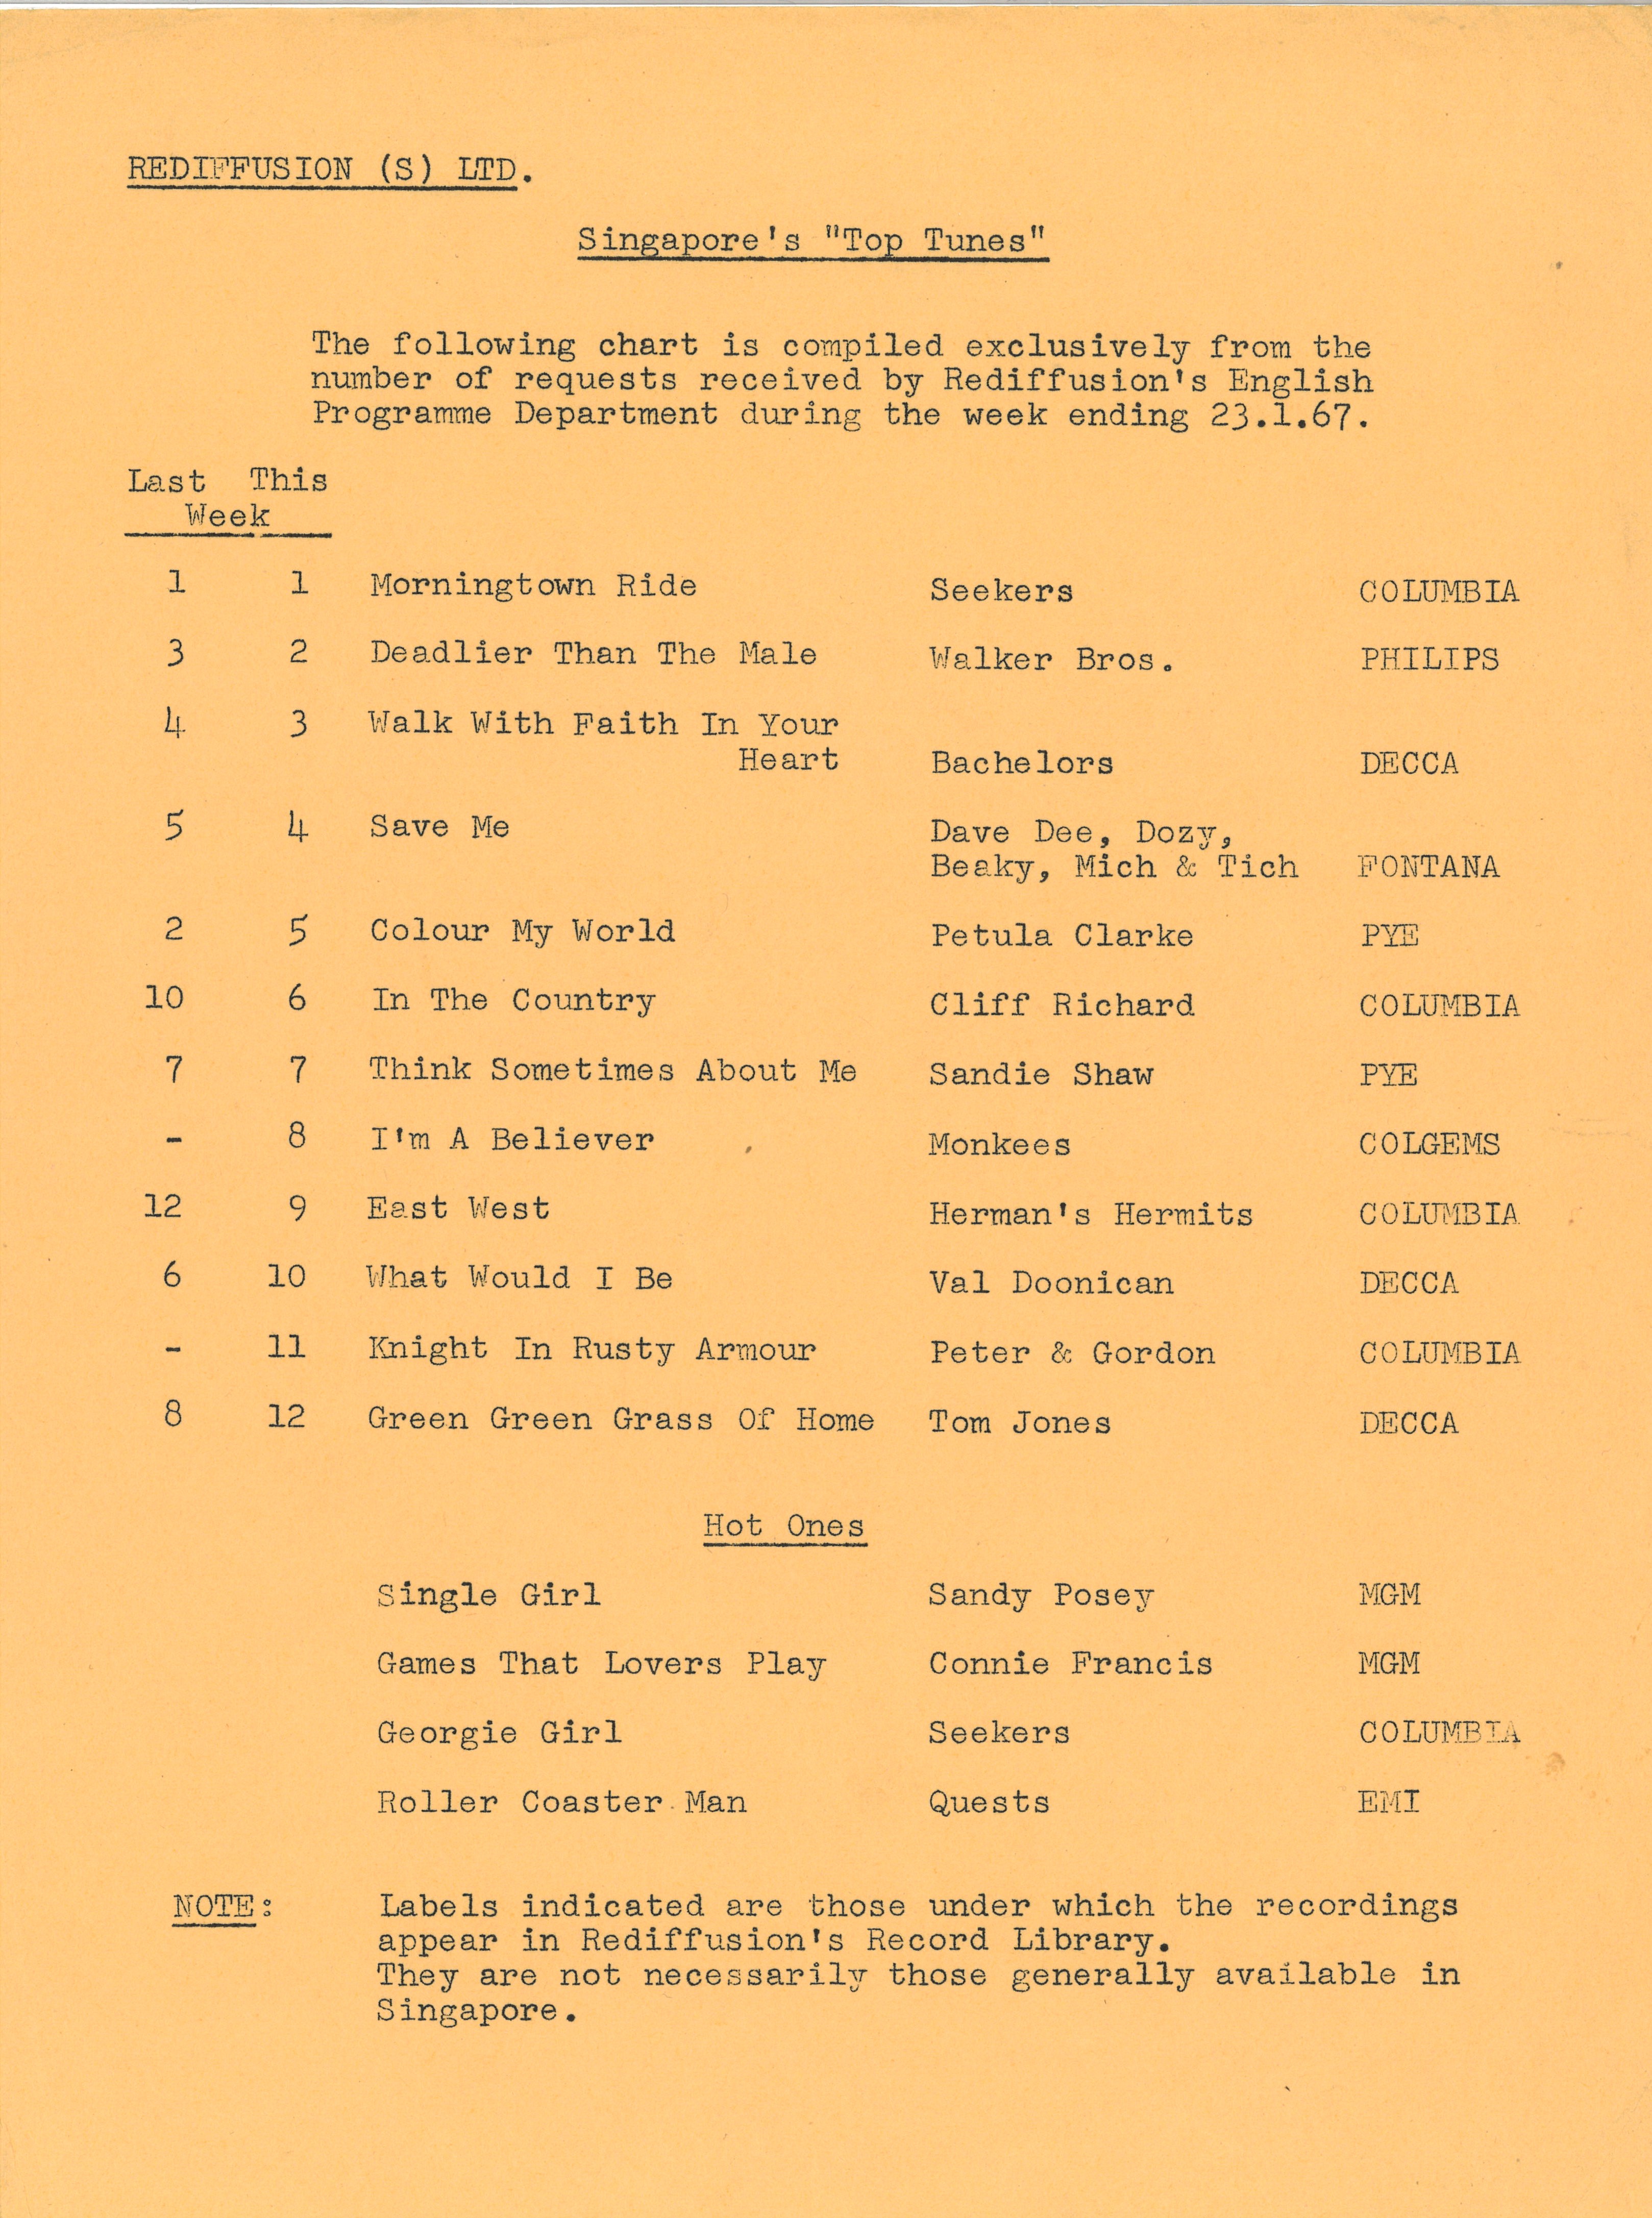 REDIFFUSION (S) LTD.
Singapore's "Top Tunes"
The following chart is compiled exclusively from the
number of requests received by Rediffusion's English
Programme Department during the week ending 23.1.67.
Last This
Week
1 1 Morningtown Ride Seekers COLUMBIA
3 2 Deadlier Than The Male Walker Bros. PHILIPS
4 3 Walk With Faith In Your
Heart Bachelors DECCA
5 4 Save Me Dave Dee, Dozy,
Beaky, Mich & Tich FONTANA
2 5 Colour My World Petula Clarke PYE
10 6 In The Country Cliff Richard COLUMBIA
7 7 Think Sometimes About Me Sandie Shaw PYE
- 8 I'm A Believer Monkees COLGEMS
12 9 East West Herman's Hermits COLUMBIA
6 10 What Would I Be Val Doonican DECCA
- 11 Knight In Rusty Armour Peter & Gordon COLUMBIA
8 12 Green Green Grass Of Home Tom Jones DECCA
Hot Ones
Single Girl Sandy Posey MGM
Games That Lovers Play Connie Francis MGM
Georgie Girl Seekers COLUMBIA
Roller Coaster Man Quests EMI
NOTE: Labels indicated are those under which the recordings
appear in Rediffusion's Record Library.
They are not necessarily those generally available in
Singapore.